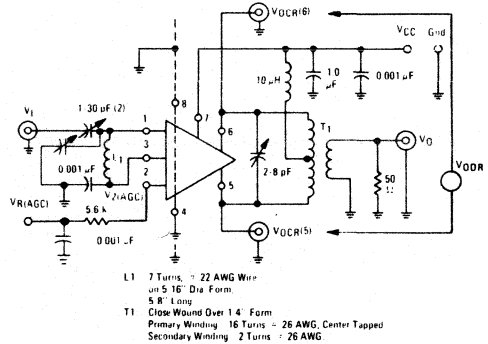 VOCR(6)
VCC
Gnd
10 µH
1.0
µF
0.001 µF
1-30 pF (2)
VI
8
7
1
3
2
6
5
4
L1
0.001 µF
V2(AGC)
VR(AGC)
5.6 k
0.001 µF
2-8 pF
T1
VO
50
Ω
VODR
VOCR(5)
L1 7 Turns, = 22 AWG Wire
on 5 16" Dia Form,
5 8" Long
T1 Close Wound Over 1 4" Form
Primary Winding 16 Turns = 26 AWG, Center Tapped
Secondary Winding 2 Turns = 26 AWG.